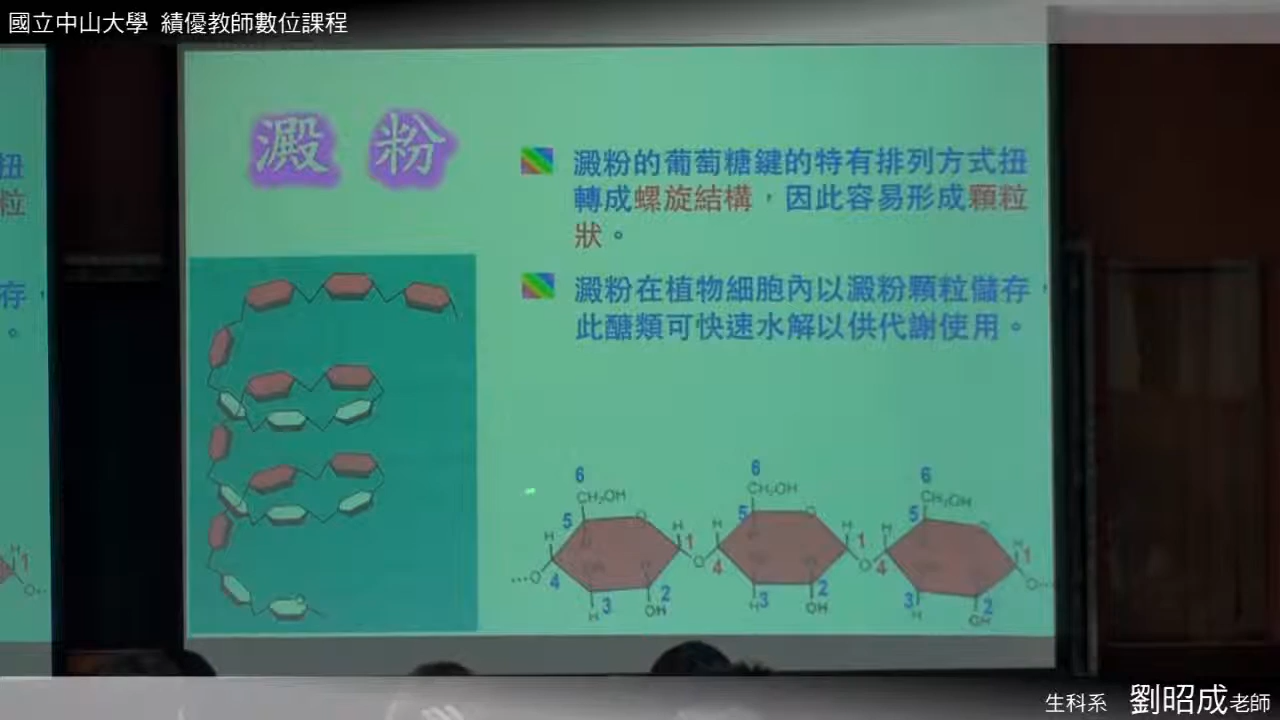 國立中山大學 績優教師數位課程
澱粉
澱粉的葡萄糖鍵的特有排列方式扭
轉成螺旋結構，因此容易形成顆粒
狀。
澱粉在植物細胞內以澱粉顆粒儲存，
此醣類可快速水解以供代謝使用。
扭
粒
存，
。
6 6 6
CH₂OH CH₂OH CH₂OH
5 O H 5 H 5 H
H 1 H 1 H 1
···O 4 O 4 O 4 O···
H 3 OH 2 H 3 OH 2 H 3 OH 2
H 1
O··
生科系 劉昭成老師